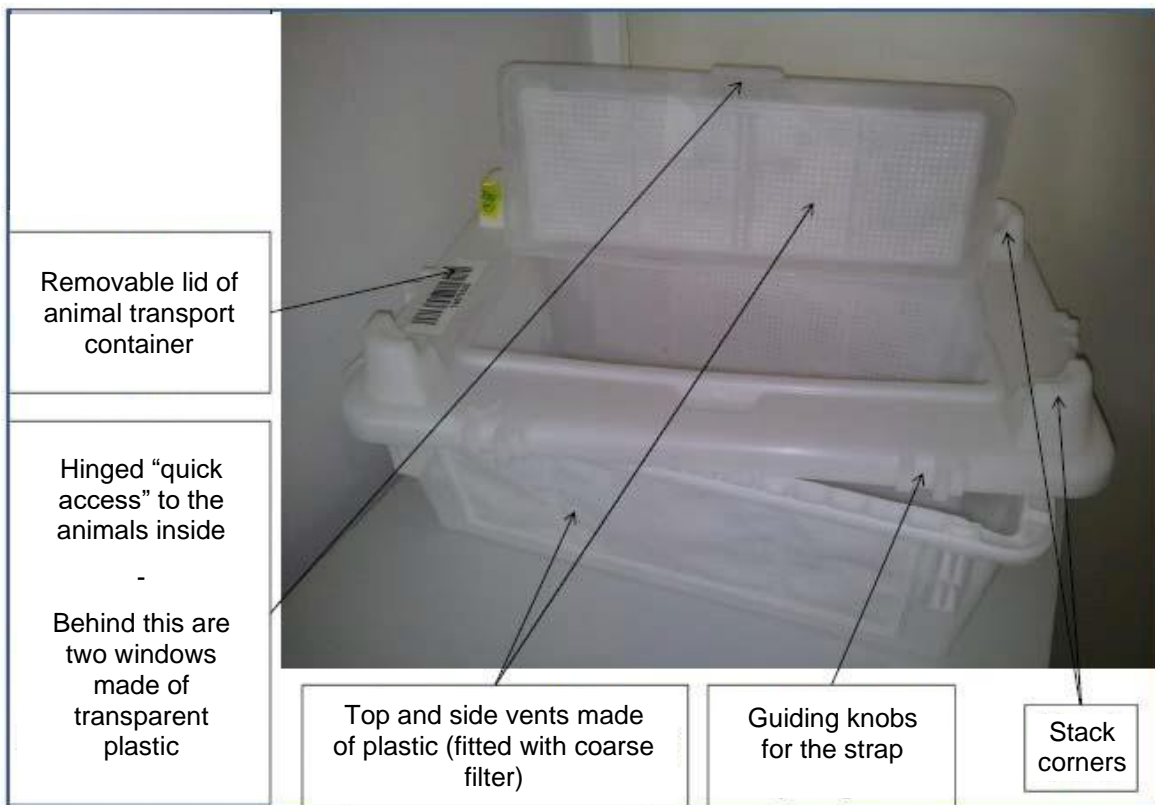 Removable lid of
animal transport
container
Hinged “quick
access” to the
animals inside
-
Behind this are
two windows
made of
transparent
plastic
Top and side vents made
of plastic (fitted with coarse
filter)
Guiding knobs
for the strap
Stack
corners